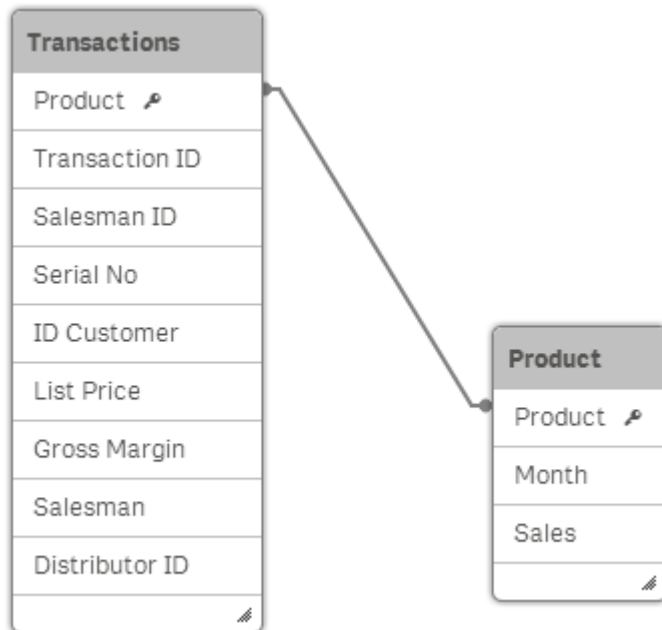 Transactions
Product
Transaction ID
Salesman ID
Serial No
ID Customer
List Price
Gross Margin
Salesman
Distributor ID
Product
Product
Month
Sales